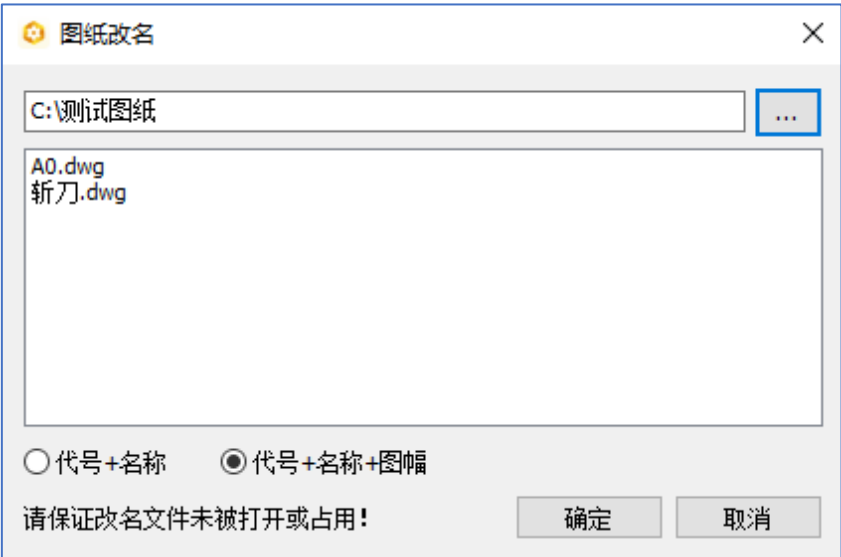 图纸改名
C:\测试图纸
...
A0.dwg
斩刀.dwg
代号+名称 代号+名称+图幅
请保证改名文件未被打开或占用! 确定 取消